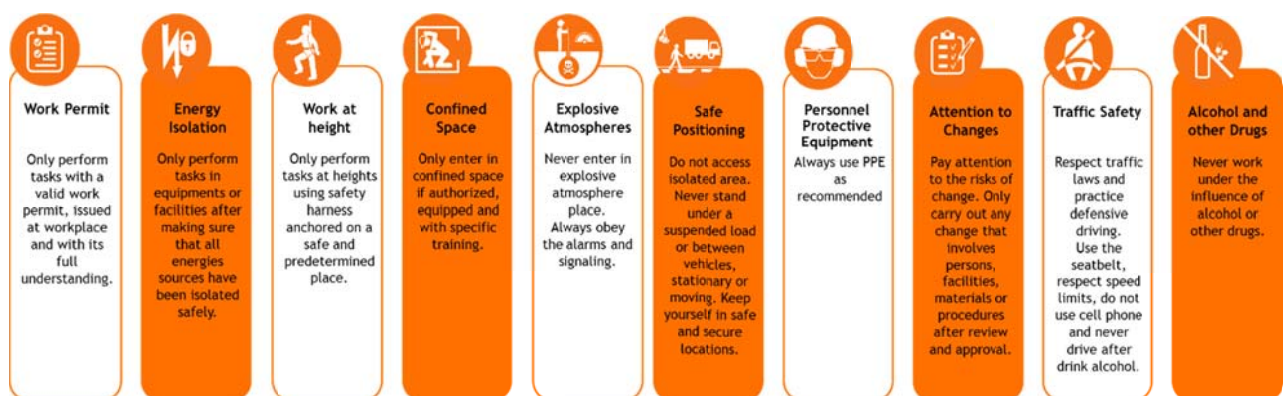 Work Permit
Only perform
tasks with a
valid work
permit, issued
at workplace
and with its
full
understanding.
Energy
Isolation
Only perform
tasks in
equipments or
facilities after
making sure
that all
energies
sources have
been isolated
safely.
Work at
height
Only perform
tasks at heights
using safety
harness
anchored on a
safe and
predetermined
place.
Confined
Space
Only enter in
confined space
if authorized,
equipped and
with specific
training.
Explosive
Atmospheres
Never enter in
explosive
atmosphere
place.
Always obey
the alarms and
signaling.
Safe
Positioning
Do not access
isolated area.
Never stand
under a
suspended load
or between
vehicles,
stationary or
moving. Keep
yourself in safe
and secure
locations.
Personnel
Protective
Equipment
Always use PPE
as
recommended
Attention to
Changes
Pay attention
to the risks of
change. Only
carry out any
change that
involves
persons,
facilities,
materials or
procedures
after review
and approval.
Traffic Safety
Respect traffic
laws and
practice
defensive
driving.
Use the
seatbelt,
respect speed
limits, do not
use cell phone
and never
drive after
drink alcohol.
Alcohol and
other Drugs
Never work
under the
influence of
alcohol or
other drugs.